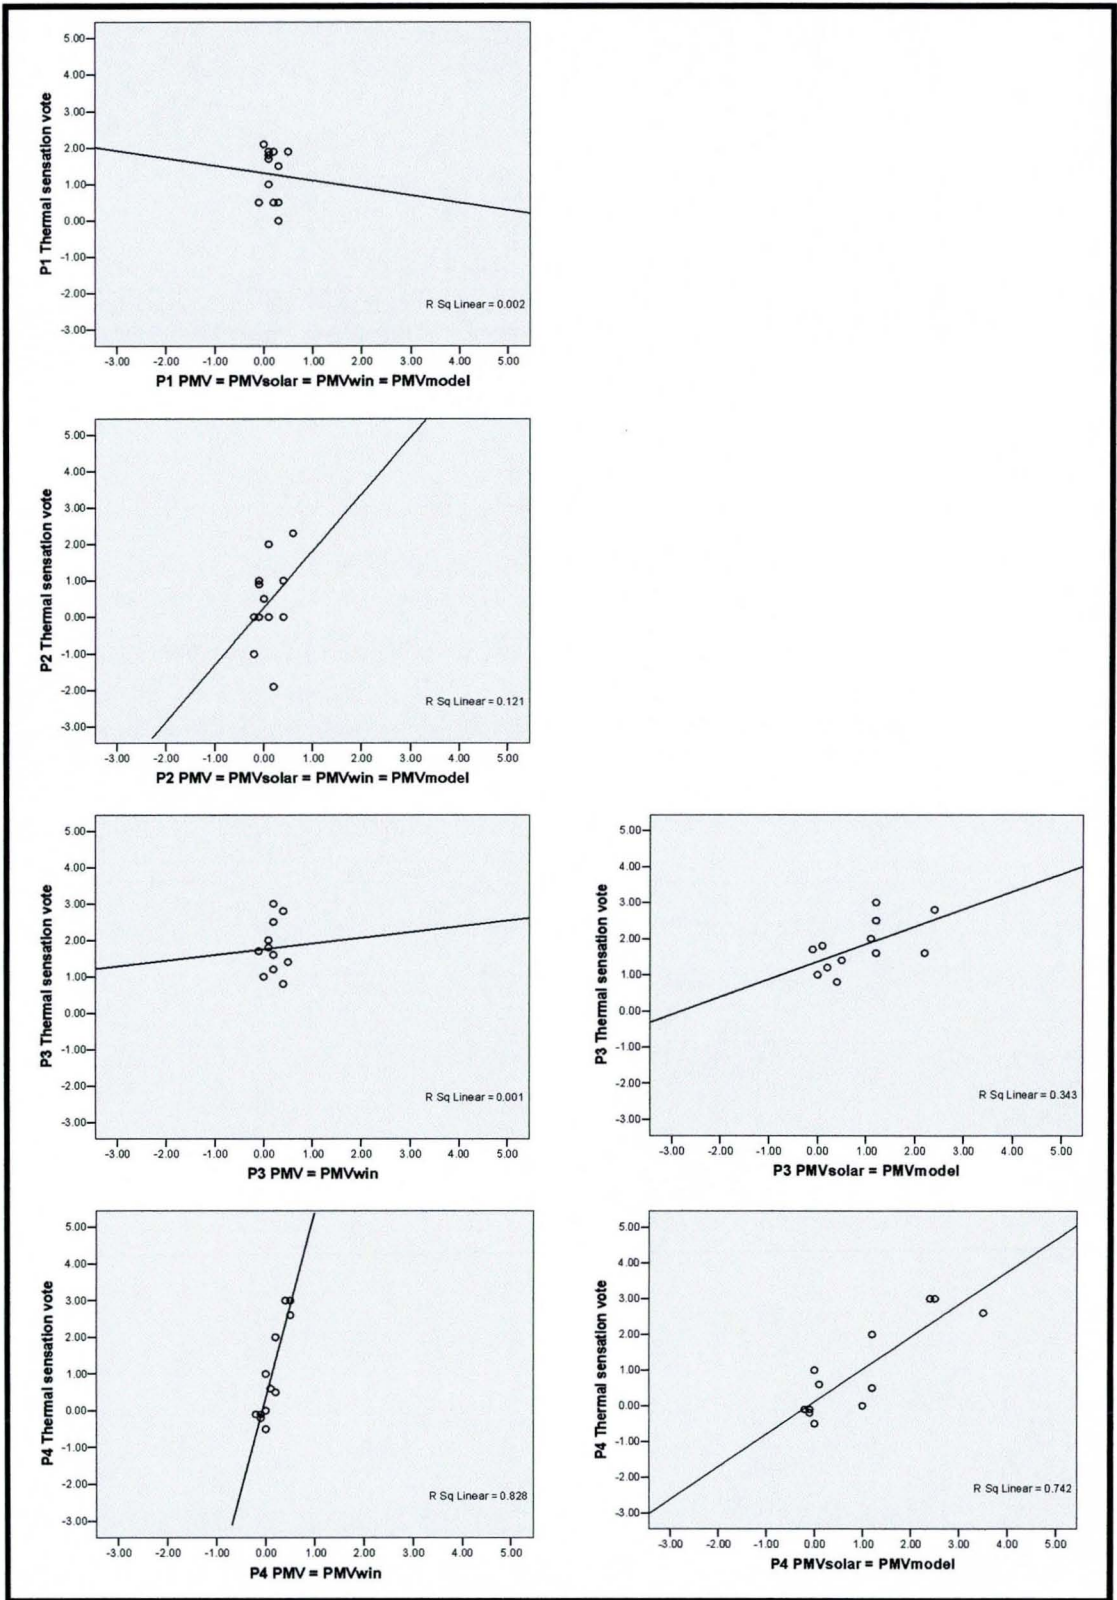 P1 Thermal sensation vote
5.00
4.00
3.00
2.00
1.00
0.00
-1.00
-2.00
-3.00
R Sq Linear = 0.002
-3.00 -2.00 -1.00 0.00 1.00 2.00 3.00 4.00 5.00
P1 PMV = PMVsolar = PMVwin = PMVmodel
P2 Thermal sensation vote
5.00
4.00
3.00
2.00
1.00
0.00
-1.00
-2.00
-3.00
R Sq Linear = 0.121
-3.00 -2.00 -1.00 0.00 1.00 2.00 3.00 4.00 5.00
P2 PMV = PMVsolar = PMVwin = PMVmodel
P3 Thermal sensation vote
5.00
4.00
3.00
2.00
1.00
0.00
-1.00
-2.00
-3.00
R Sq Linear = 0.001
-3.00 -2.00 -1.00 0.00 1.00 2.00 3.00 4.00 5.00
P3 PMV = PMVwin
P3 Thermal sensation vote
5.00
4.00
3.00
2.00
1.00
0.00
-1.00
-2.00
-3.00
R Sq Linear = 0.343
-3.00 -2.00 -1.00 0.00 1.00 2.00 3.00 4.00 5.00
P3 PMVsolar = PMVmodel
P4 Thermal sensation vote
5.00
4.00
3.00
2.00
1.00
0.00
-1.00
-2.00
-3.00
R Sq Linear = 0.828
-3.00 -2.00 -1.00 0.00 1.00 2.00 3.00 4.00 5.00
P4 PMV = PMVwin
P4 Thermal sensation vote
5.00
4.00
3.00
2.00
1.00
0.00
-1.00
-2.00
-3.00
R Sq Linear = 0.742
-3.00 -2.00 -1.00 0.00 1.00 2.00 3.00 4.00 5.00
P4 PMVsolar = PMVmodel